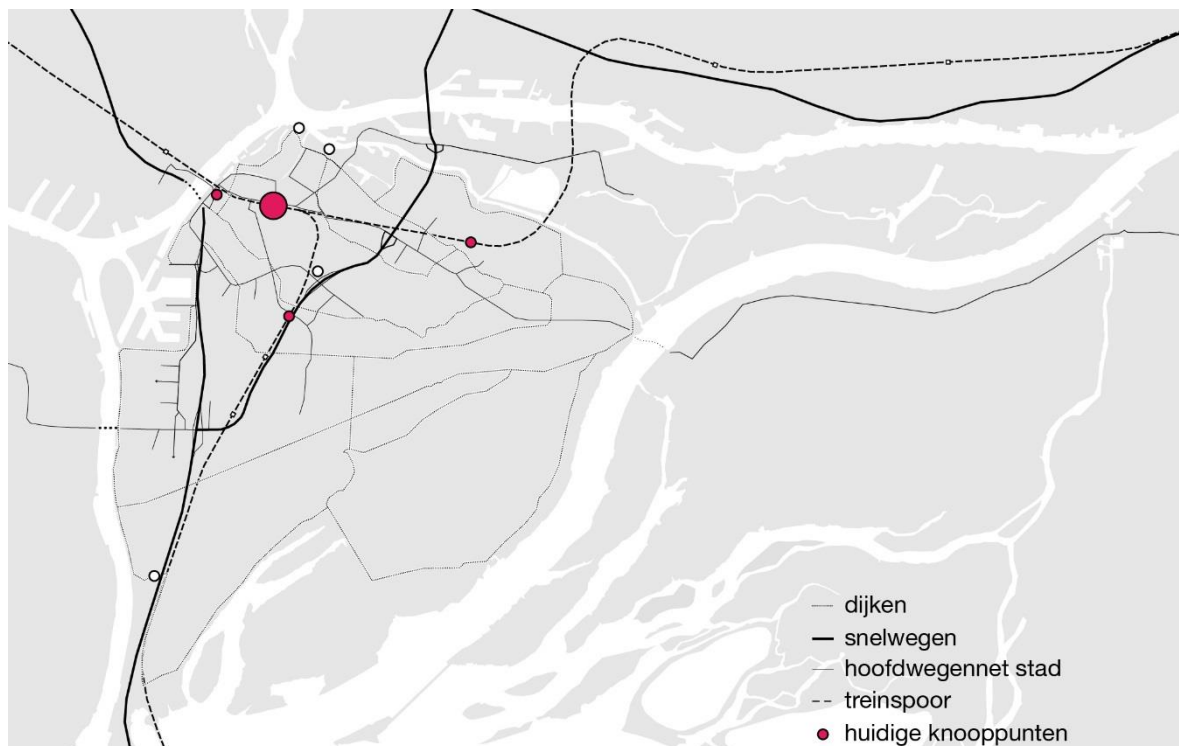 dijken
snelwegen
hoofdwegennet stad
treinspoor
huidige knooppunten